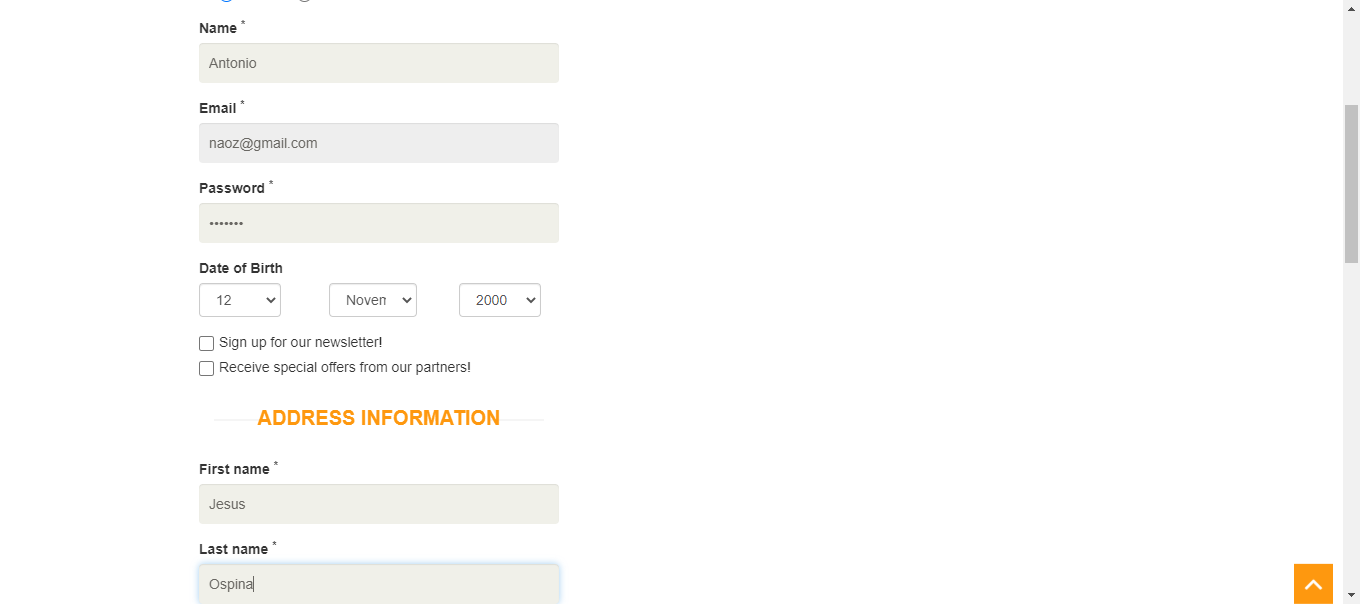 Name *
Antonio
Email *
naoz@gmail.com
Password *
•••••••
Date of Birth
12 Novem 2000
Sign up for our newsletter!
Receive special offers from our partners!
ADDRESS INFORMATION
First name *
Jesus
Last name *
Ospina